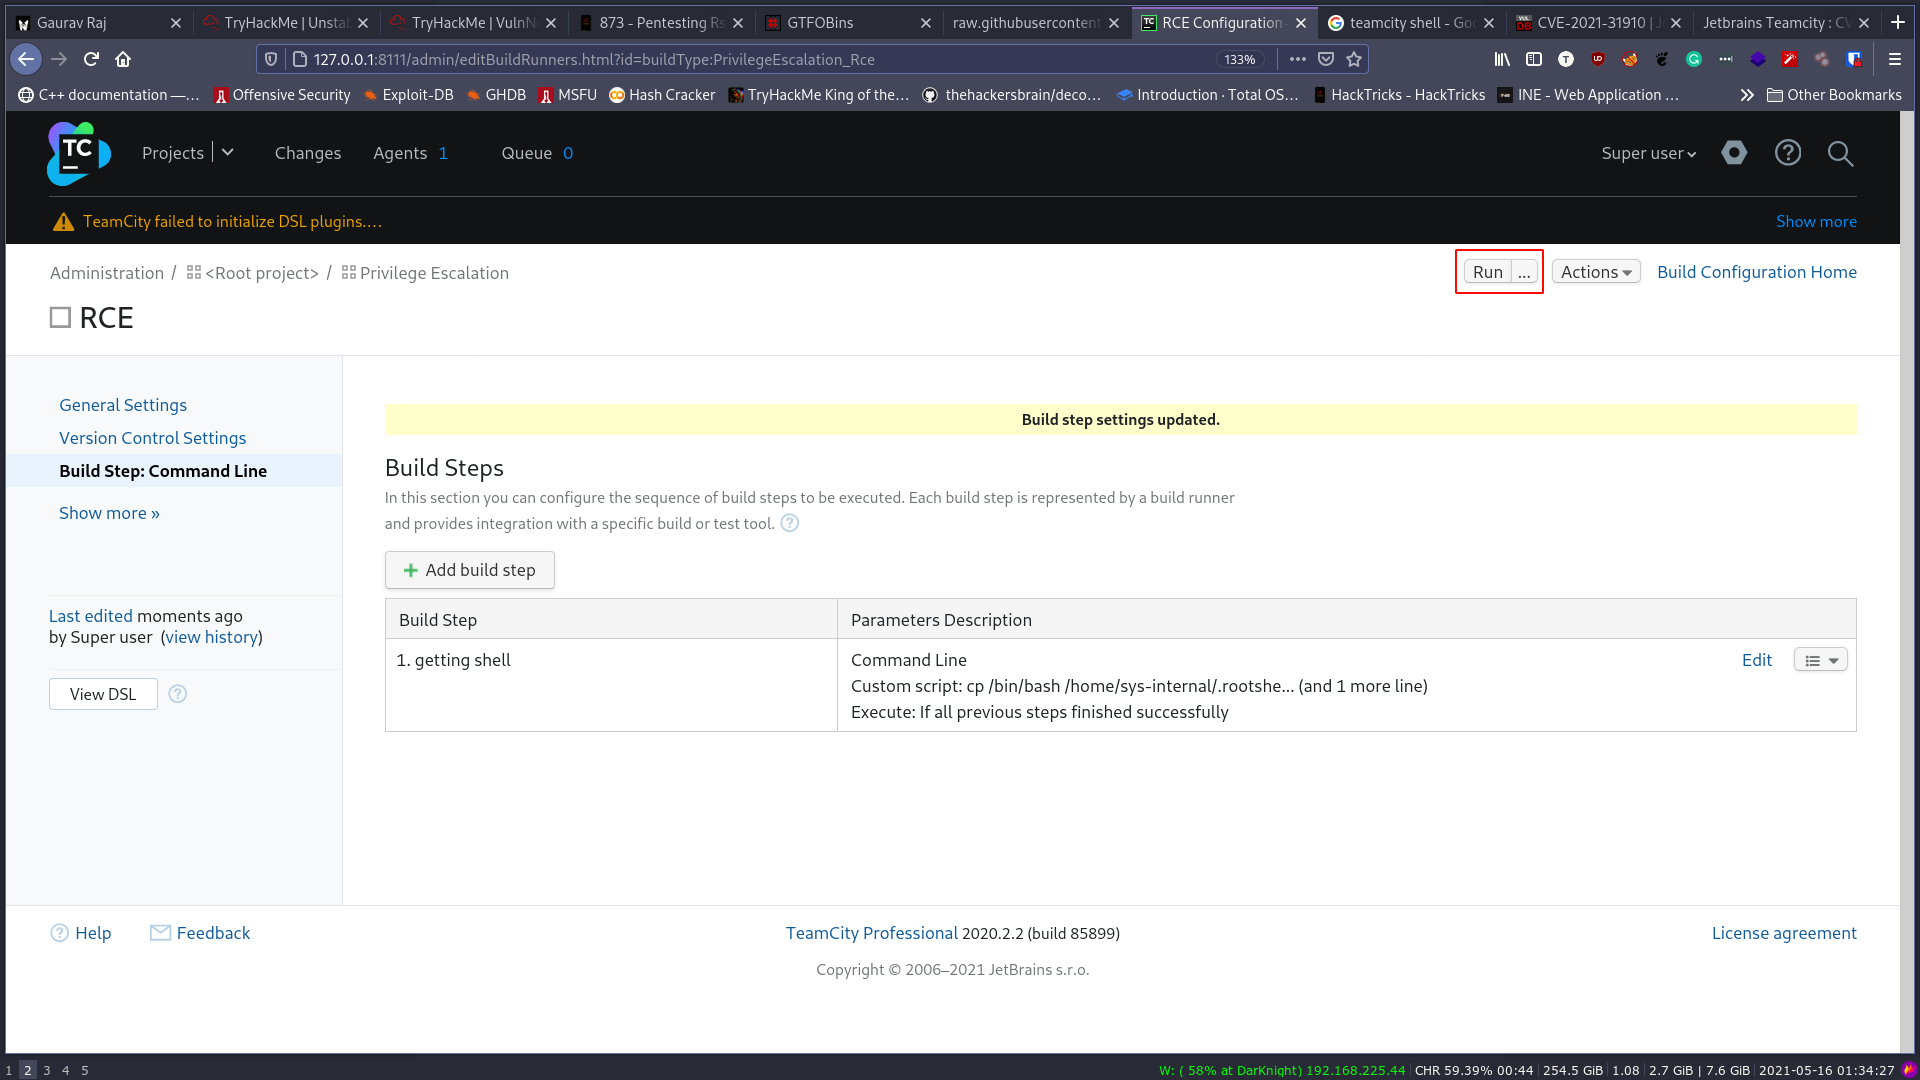 Gaurav Raj
TryHackMe | Unstab
TryHackMe | VulnN
873 - Pentesting Rs
GTFOBins
raw.githubusercontent
RCE Configuration
teamcity shell - Goo
CVE-2021-31910 | J
Jetbrains Teamcity : CV
127.0.0.1:8111/admin/editBuildRunners.html?id=buildType:PrivilegeEscalation_Rce
133%
C++ documentation —…
Offensive Security
Exploit-DB
GHDB
MSFU
Hash Cracker
TryHackMe King of the…
thehackersbrain/deco…
Introduction · Total OS…
HackTricks - HackTricks
INE - Web Application …
Other Bookmarks
TC
Projects
Changes
Agents 1
Queue 0
Super user
TeamCity failed to initialize DSL plugins.…
Show more
Administration / <Root project> / Privilege Escalation
Run ...
Actions
Build Configuration Home
RCE
General Settings
Version Control Settings
Build Step: Command Line
Show more »
Last edited moments ago
by Super user (view history)
View DSL
Build step settings updated.
Build Steps
In this section you can configure the sequence of build steps to be executed. Each build step is represented by a build runner
and provides integration with a specific build or test tool.
Add build step
Build Step
Parameters Description
1. getting shell
Command Line
Custom script: cp /bin/bash /home/sys-internal/.rootshe... (and 1 more line)
Execute: If all previous steps finished successfully
Edit
Help
Feedback
TeamCity Professional 2020.2.2 (build 85899)
License agreement
Copyright © 2006–2021 JetBrains s.r.o.
1 2 3 4 5
W: ( 58% at DarKnight) 192.168.225.44 | CHR 59.39% 00:44 | 254.5 GiB | 1.08 | 2.7 GiB | 7.6 GiB | 2021-05-16 01:34:27